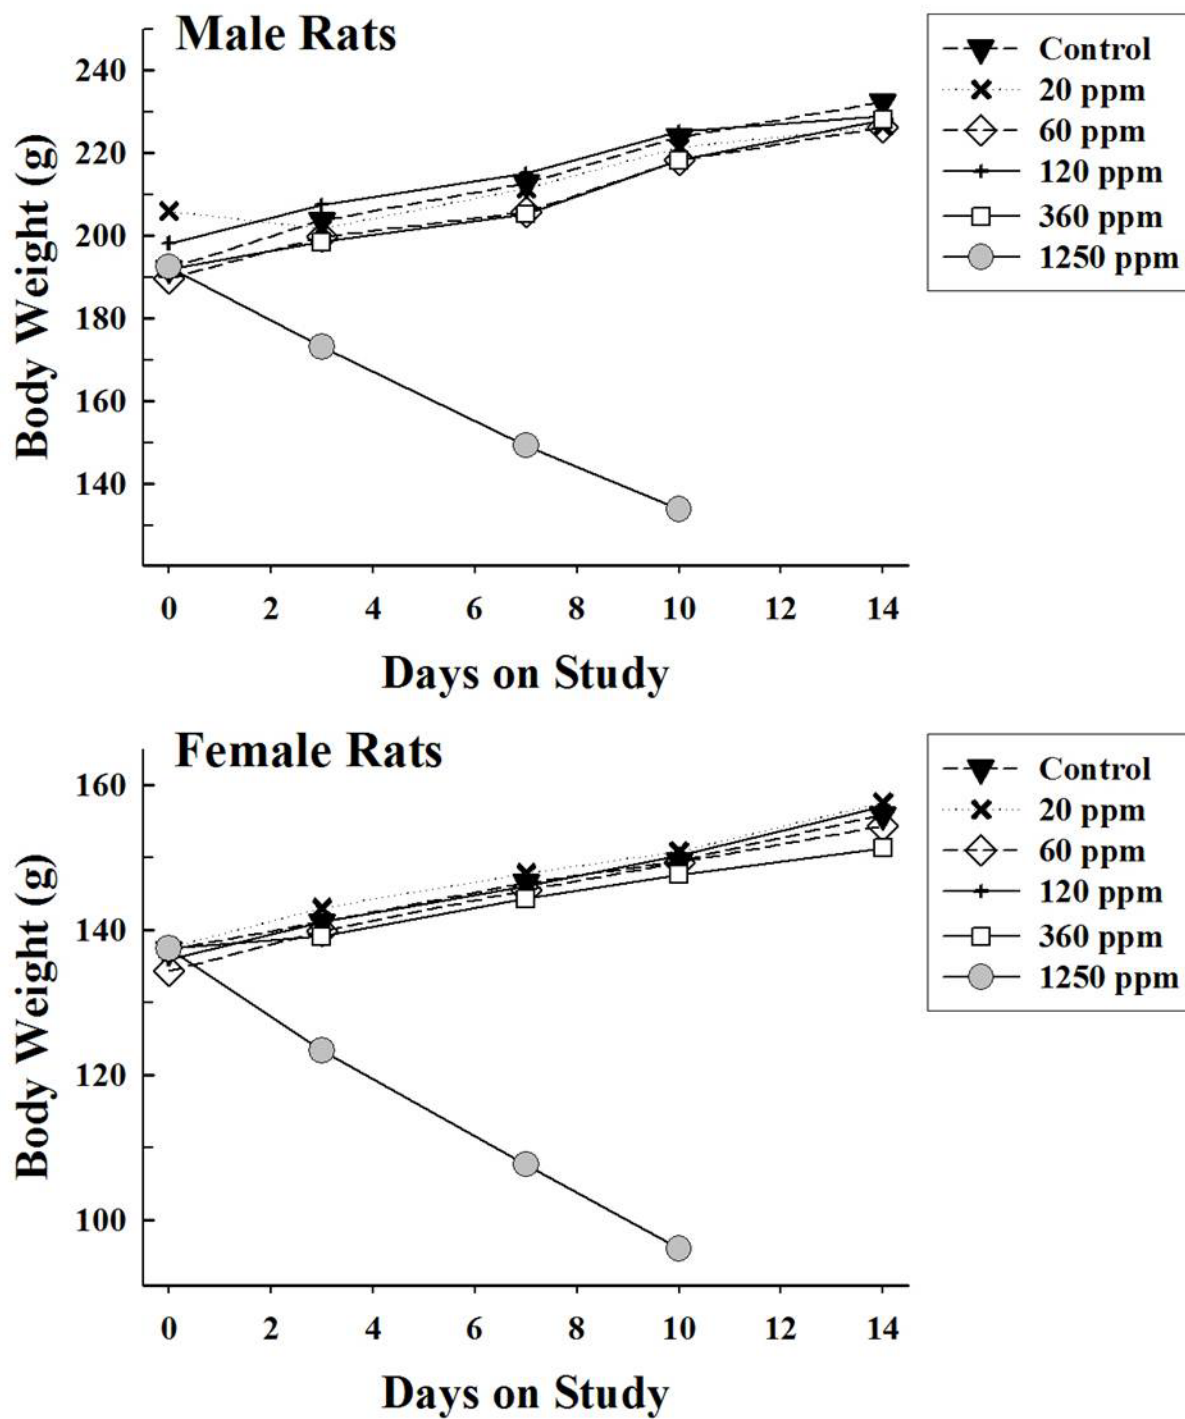 Male Rats
Control
20 ppm
60 ppm
120 ppm
360 ppm
1250 ppm
Body Weight (g)
240
220
200
180
160
140
0 2 4 6 8 10 12 14
Days on Study
Female Rats
Control
20 ppm
60 ppm
120 ppm
360 ppm
1250 ppm
Body Weight (g)
160
140
120
100
0 2 4 6 8 10 12 14
Days on Study